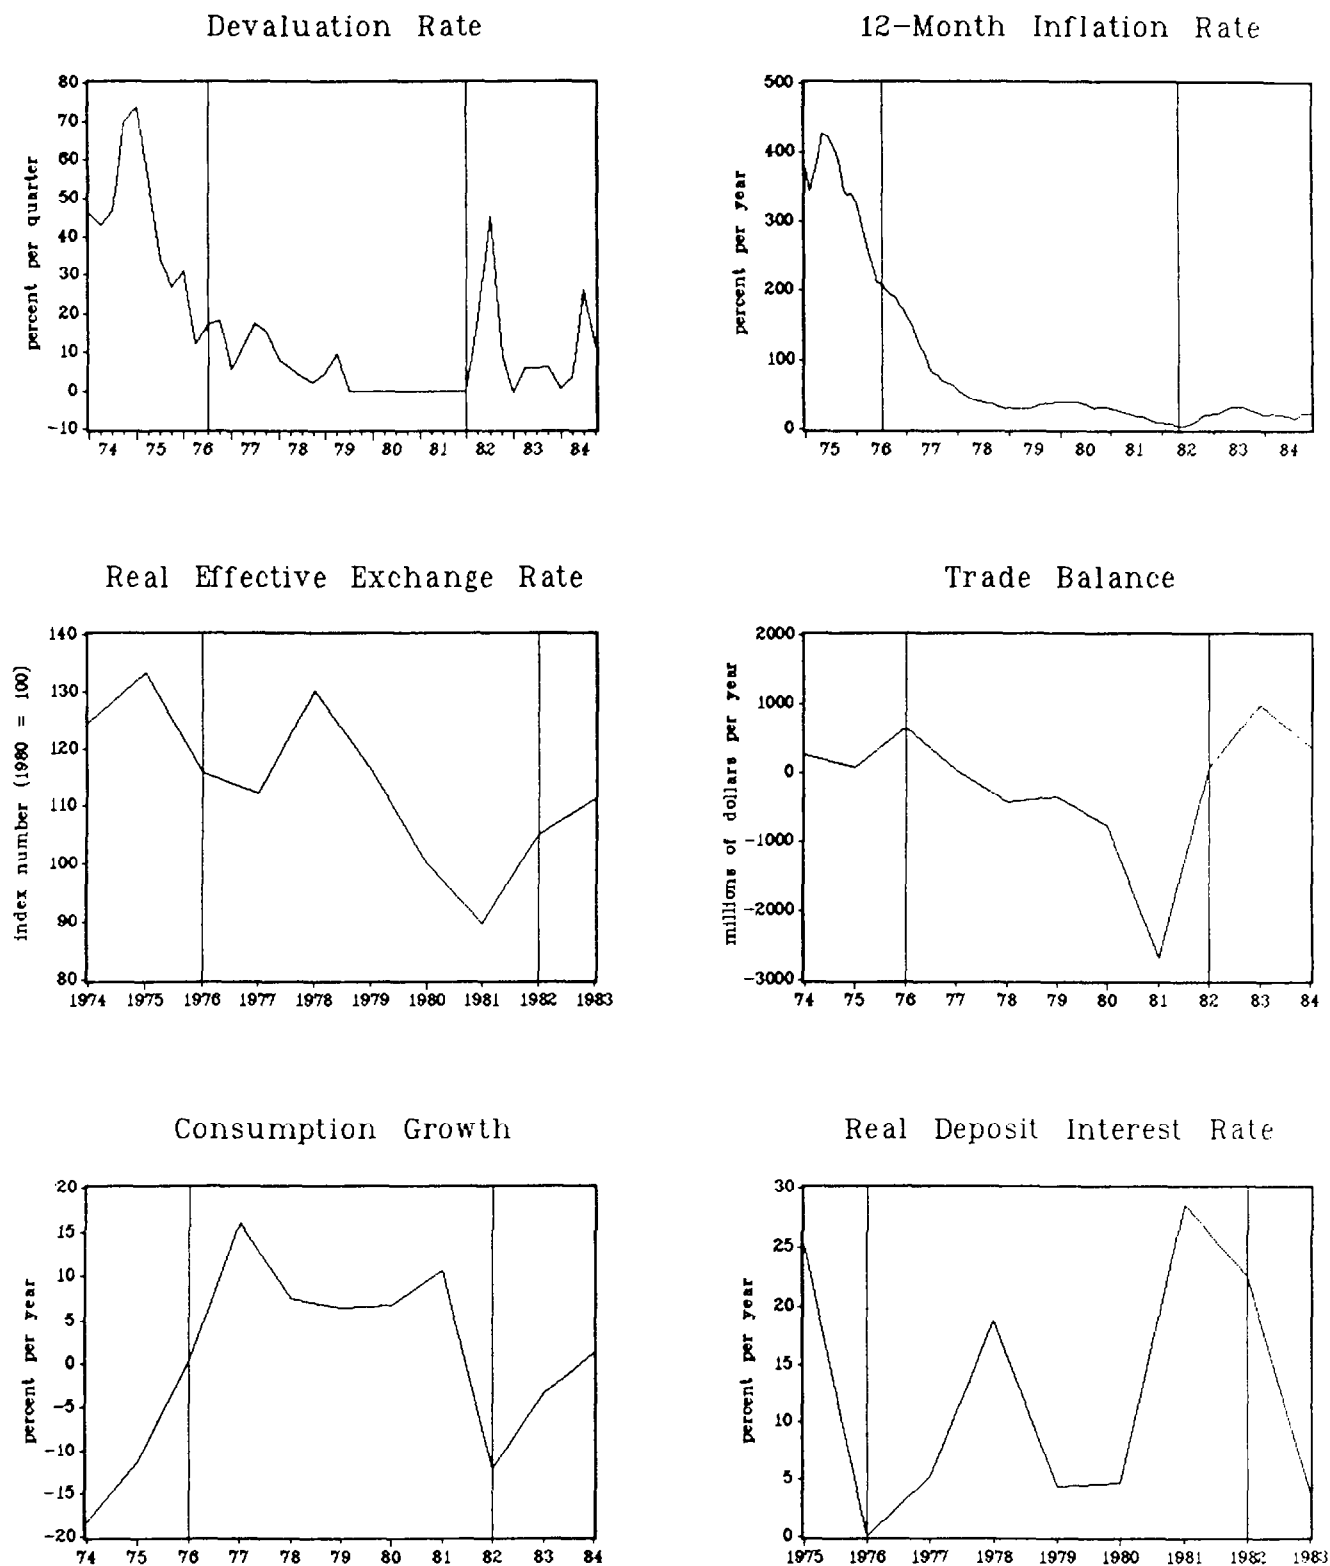 Devaluation Rate
percent per quarter
80
70
60
50
40
30
20
10
0
-10
74 75 76 77 78 79 80 81 82 83 84
12-Month Inflation Rate
percent per year
500
400
300
200
100
0
75 76 77 78 79 80 81 82 83 84
Real Effective Exchange Rate
index number (1980 = 100)
140
130
120
110
100
90
80
1974 1975 1976 1977 1978 1979 1980 1981 1982 1983
Trade Balance
millions of dollars per year
2000
1000
0
-1000
-2000
-3000
74 75 76 77 78 79 80 81 82 83 84
Consumption Growth
percent per year
20
15
10
5
0
-5
-10
-15
-20
74 75 76 77 78 79 80 81 82 83 84
Real Deposit Interest Rate
percent per year
30
25
20
15
10
5
0
1975 1976 1977 1978 1979 1980 1981 1982 1983